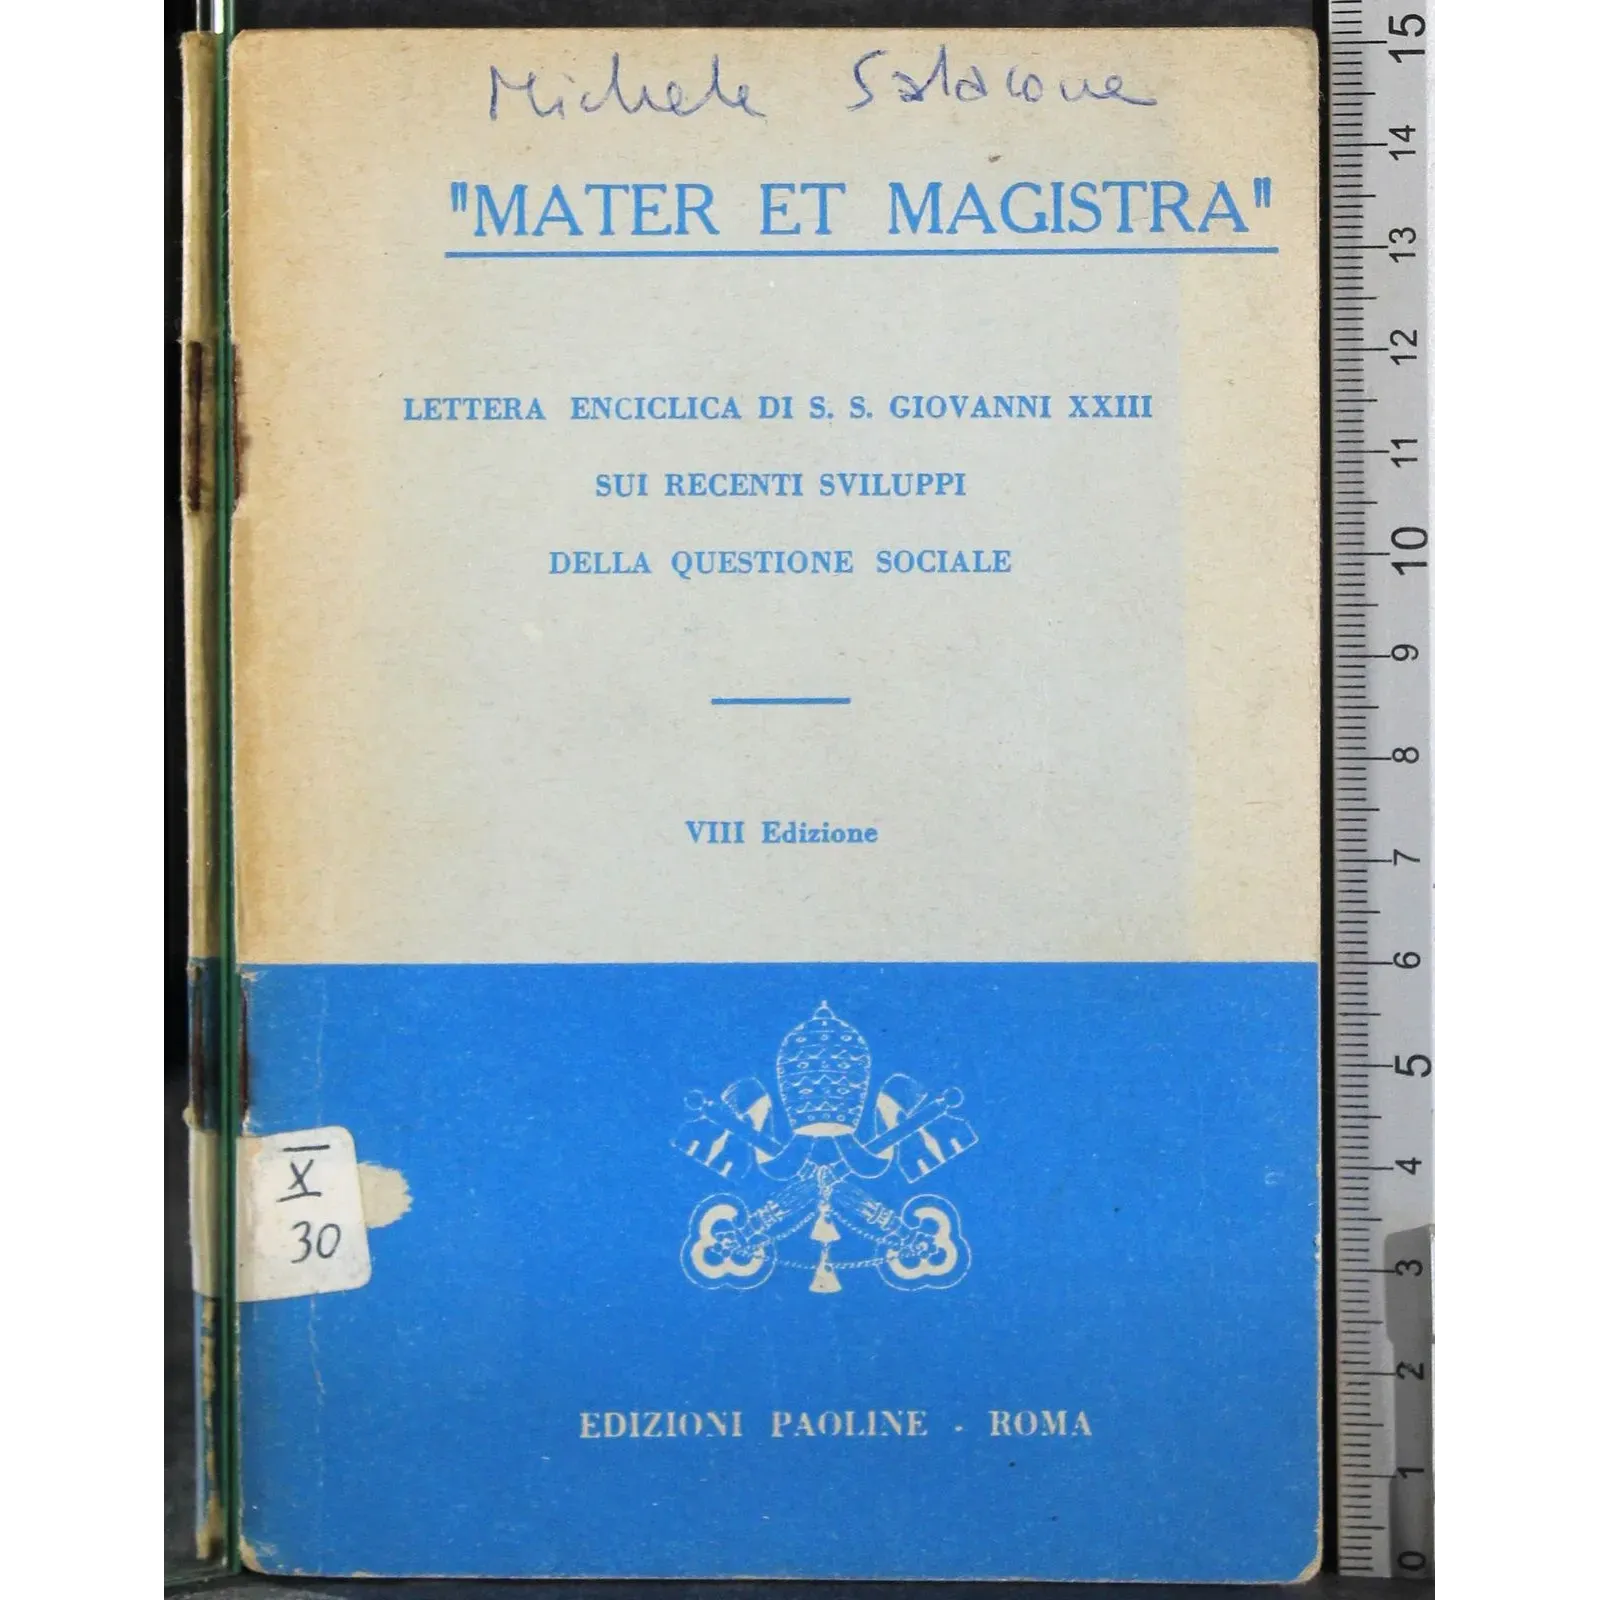 Michele Salacone
"MATER ET MAGISTRA"
LETTERA ENCICLICA DI S. S. GIOVANNI XXIII
SUI RECENTI SVILUPPI
DELLA QUESTIONE SOCIALE
VIII Edizione
X
30
EDIZIONI PAOLINE - ROMA
15
14
13
12
11
10
9
8
7
6
5
4
3
2
1
0